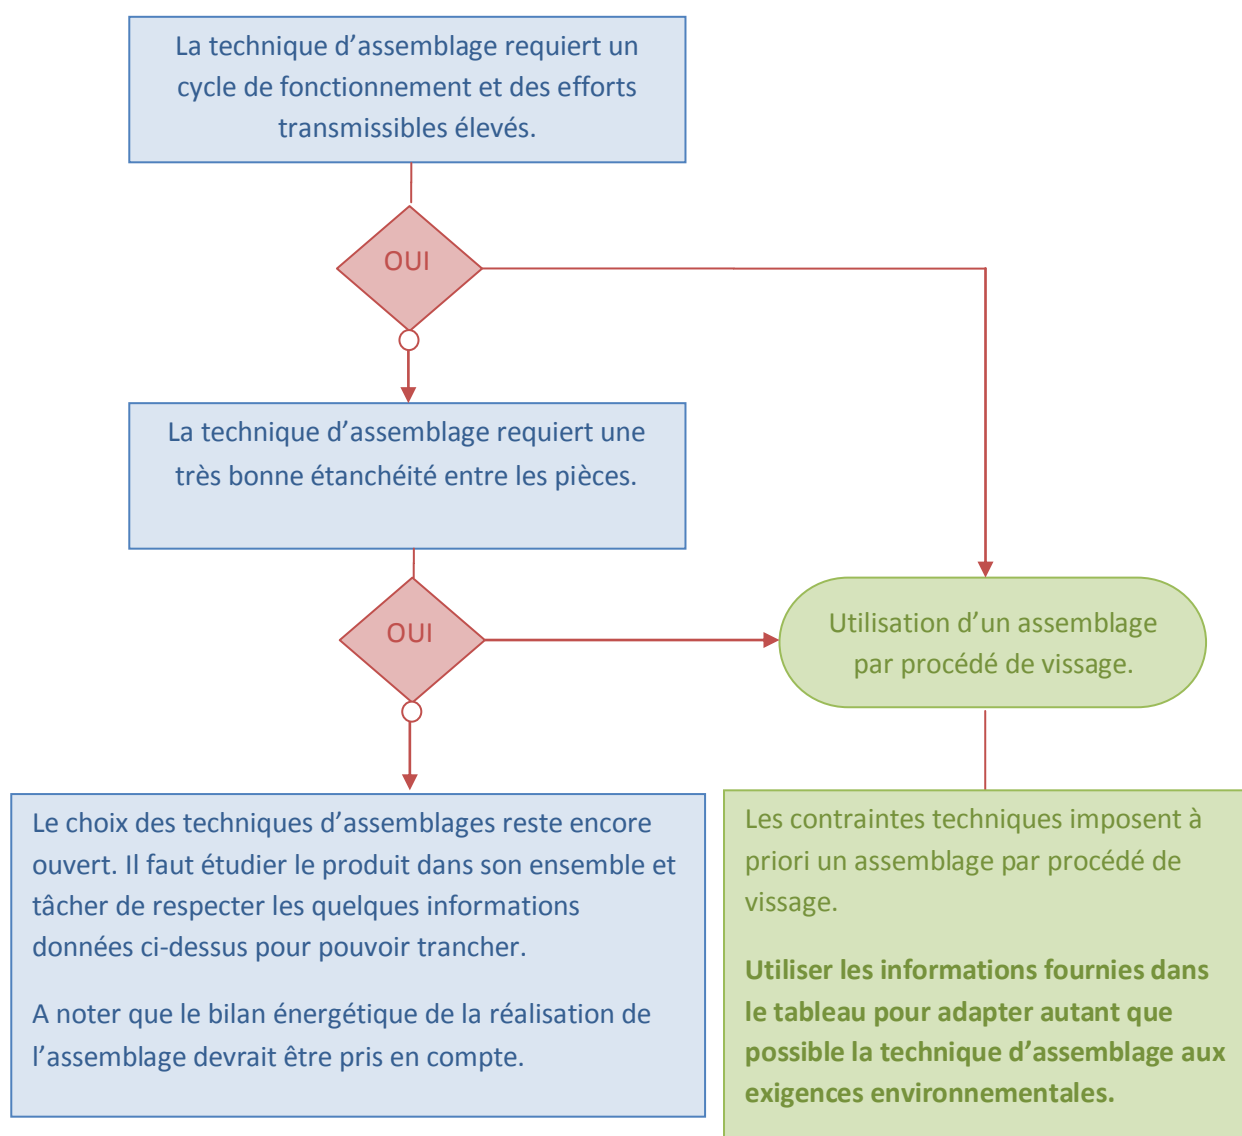 La technique d’assemblage requiert un
cycle de fonctionnement et des efforts
transmissibles élevés.
OUI
La technique d’assemblage requiert une
très bonne étanchéité entre les pièces.
OUI
Utilisation d’un assemblage
par procédé de vissage.
Le choix des techniques d’assemblages reste encore
ouvert. Il faut étudier le produit dans son ensemble et
tâcher de respecter les quelques informations
données ci-dessus pour pouvoir trancher.
A noter que le bilan énergétique de la réalisation de
l’assemblage devrait être pris en compte.
Les contraintes techniques imposent à
priori un assemblage par procédé de
vissage.
Utiliser les informations fournies dans
le tableau pour adapter autant que
possible la technique d’assemblage aux
exigences environnementales.